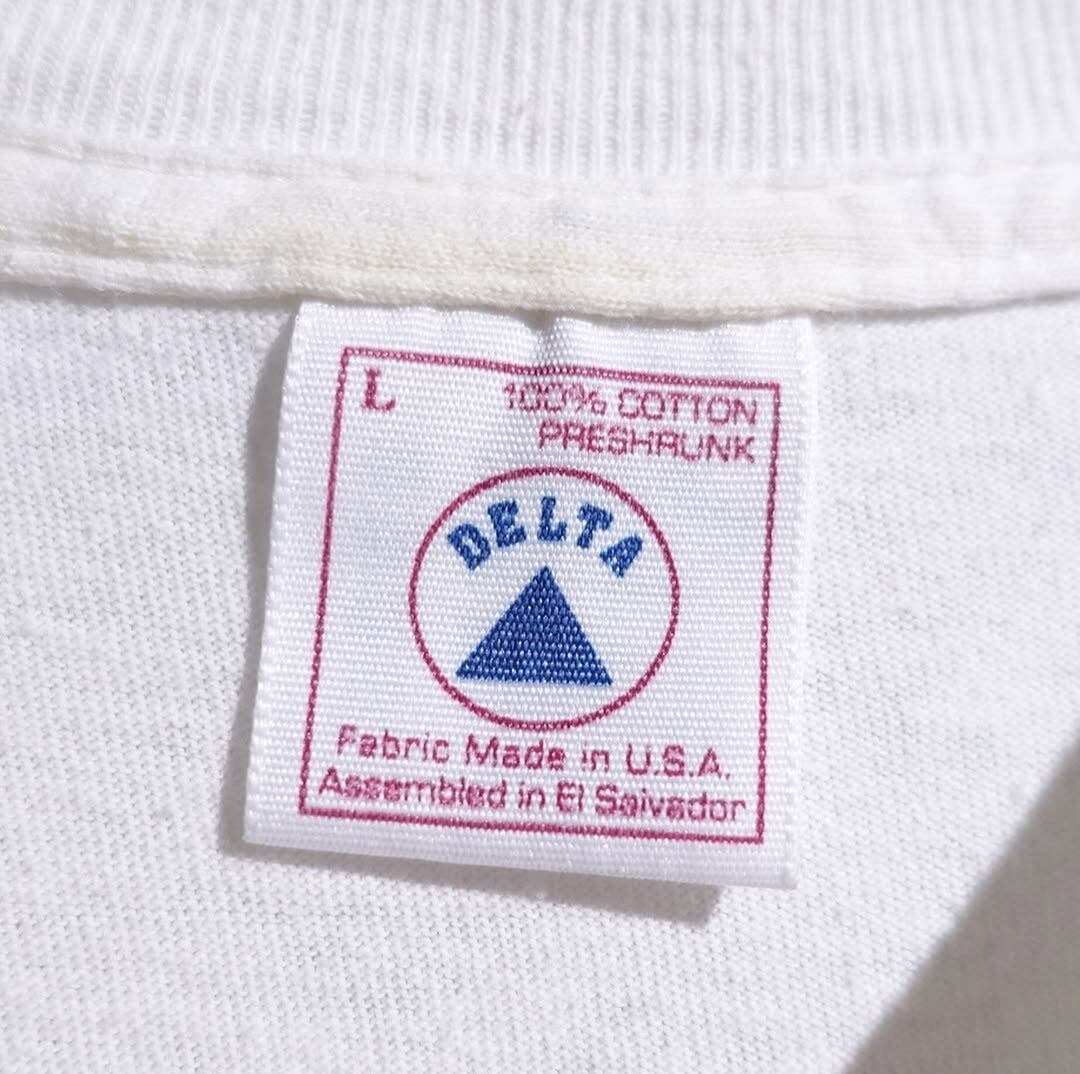 L
100% COTTON
PRESHRUNK
DELTA
Fabric Made in U.S.A.
Assembled in El Salvador